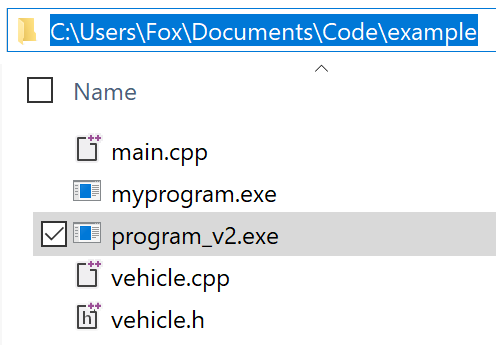 C:\Users\Fox\Documents\Code\example
Name
main.cpp
myprogram.exe
program_v2.exe
vehicle.cpp
vehicle.h